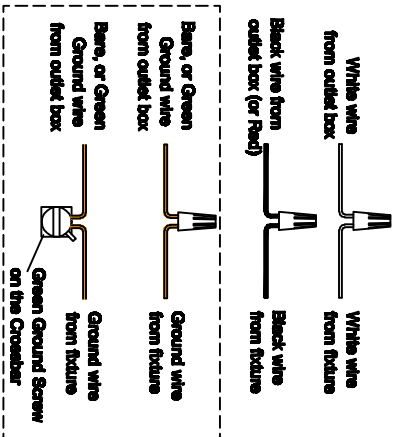 White wire
from outlet box
White wire
from fixture
Black wire from
outlet box (or Red)
Black wire
from fixture
Bare, or Green
Ground wire
from outlet box
Ground wire
from fixture
Bare, or Green
Ground wire
from outlet box
Ground wire
from fixture
Green Ground Screw
on the Crossbar